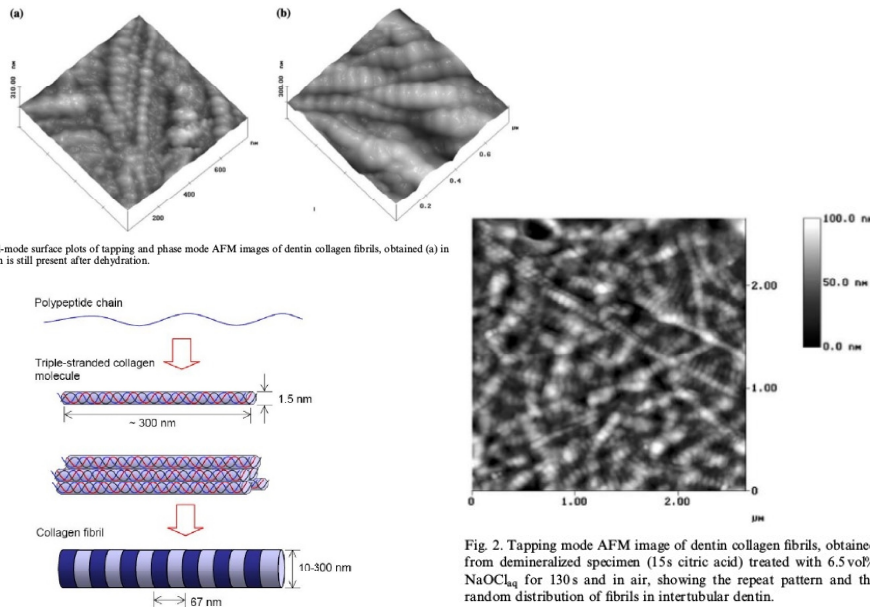 (a)
(b)
310.00 nm
200
400
600
nm
300.00 nm
0.2
0.4
0.6
µm
-mode surface plots of tapping and phase mode AFM images of dentin collagen fibrils, obtained (a) in
is still present after dehydration.
Polypeptide chain
Triple-stranded collagen
molecule
1.5 nm
~ 300 nm
Collagen fibril
10-300 nm
67 nm
100.0 nm
50.0 nm
0.0 nm
2.00
1.00
0
0
1.00
2.00
µM
Fig. 2. Tapping mode AFM image of dentin collagen fibrils, obtained
from demineralized specimen (15 s citric acid) treated with 6.5 vol%
NaOClaq for 130 s and in air, showing the repeat pattern and the
random distribution of fibrils in intertubular dentin.